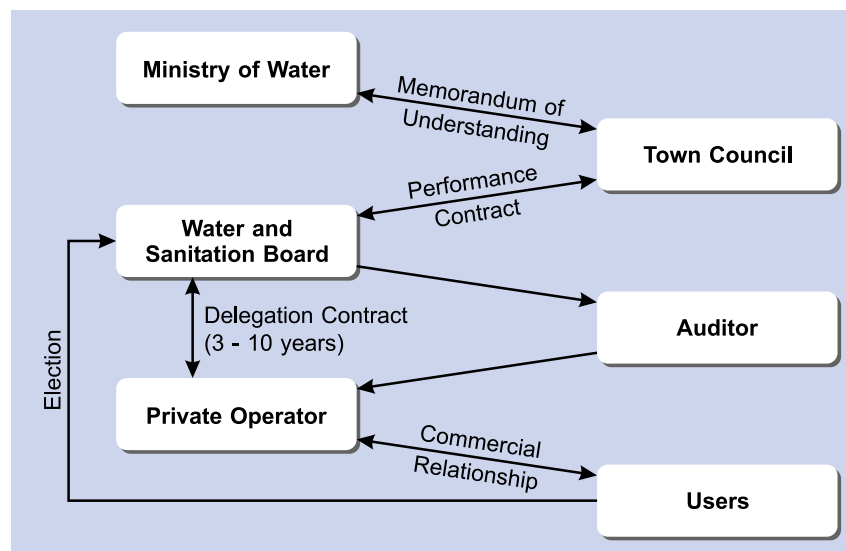 Ministry of Water
Memorandum of
Understanding
Town Council
Performance
Contract
Water and
Sanitation Board
Delegation Contract
(3 - 10 years)
Auditor
Election
Private Operator
Commercial
Relationship
Users